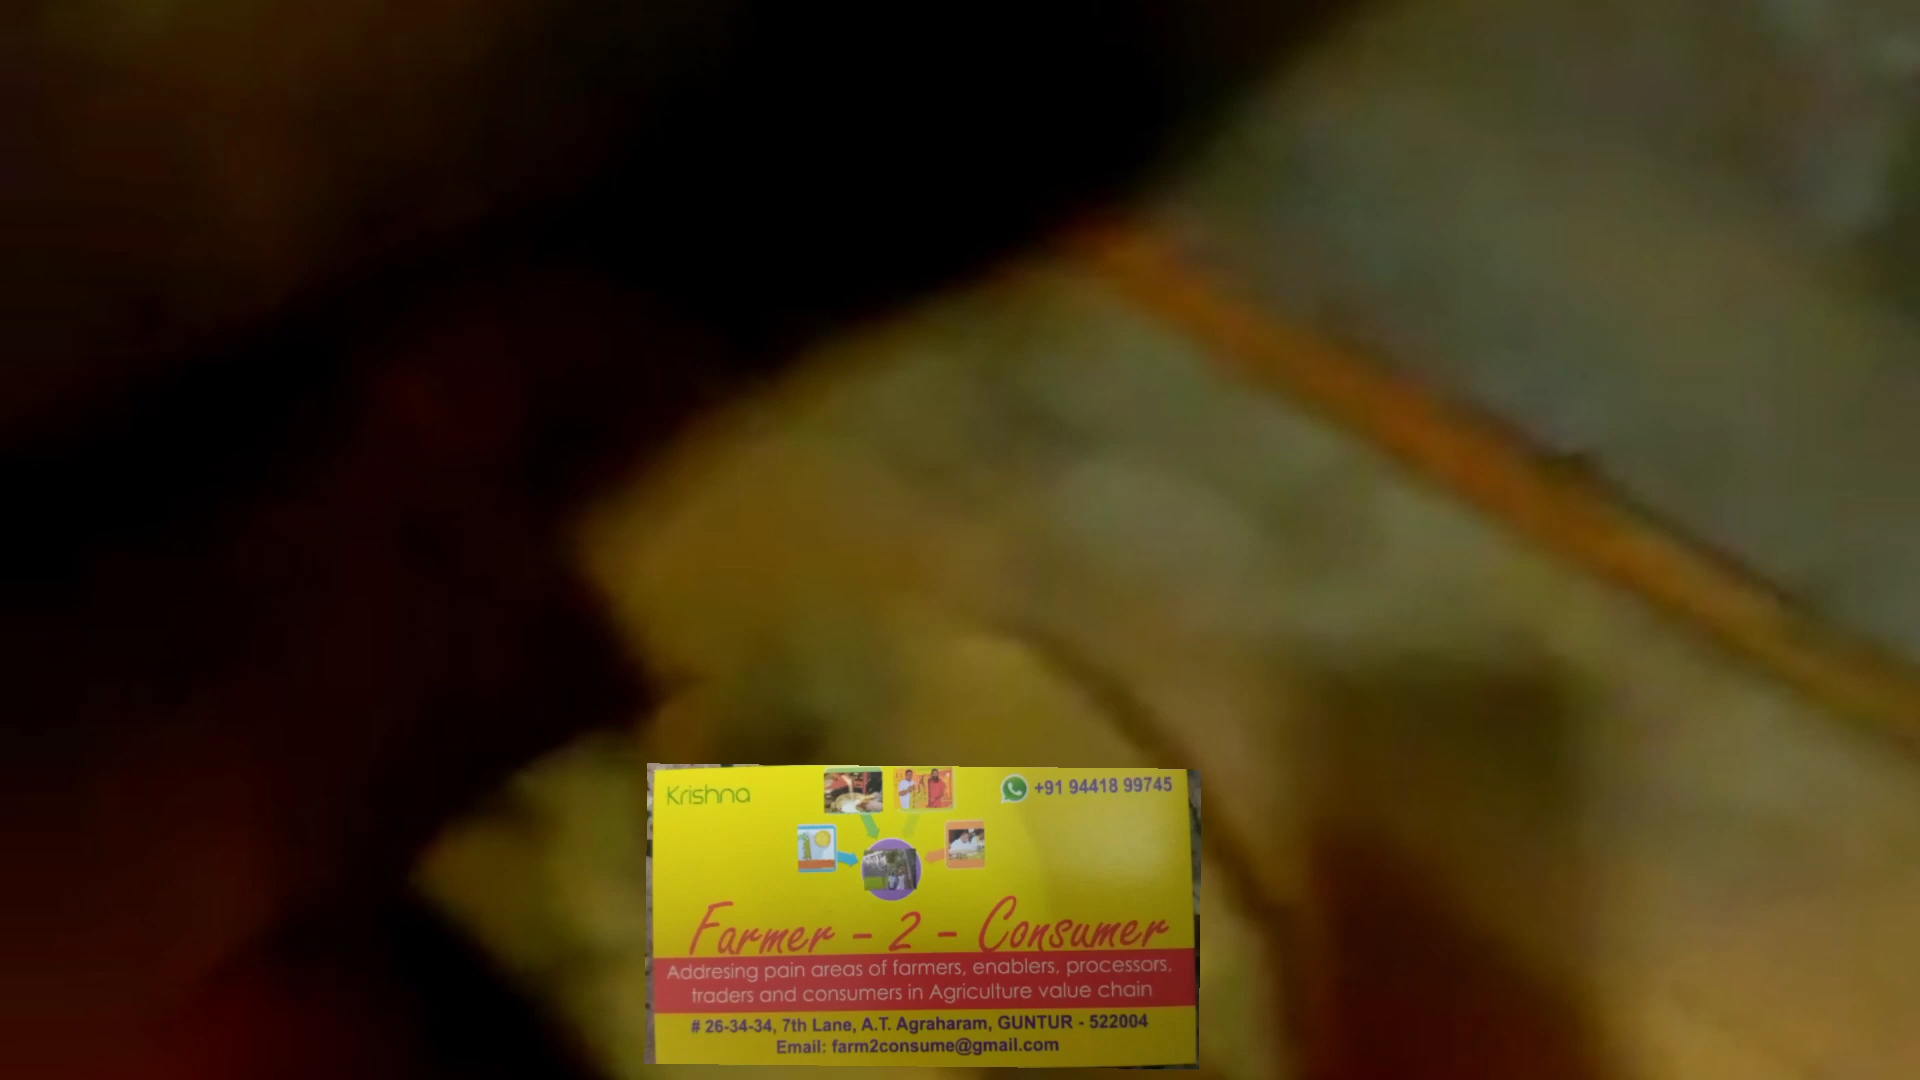 Krishna
+91 94418 99745
Farmer - 2 - Consumer
Addresing pain areas of farmers, enablers, processors,
traders and consumers in Agriculture value chain
# 26-34-34, 7th Lane, A.T. Agraharam, GUNTUR - 522004
Email: farm2consume@gmail.com